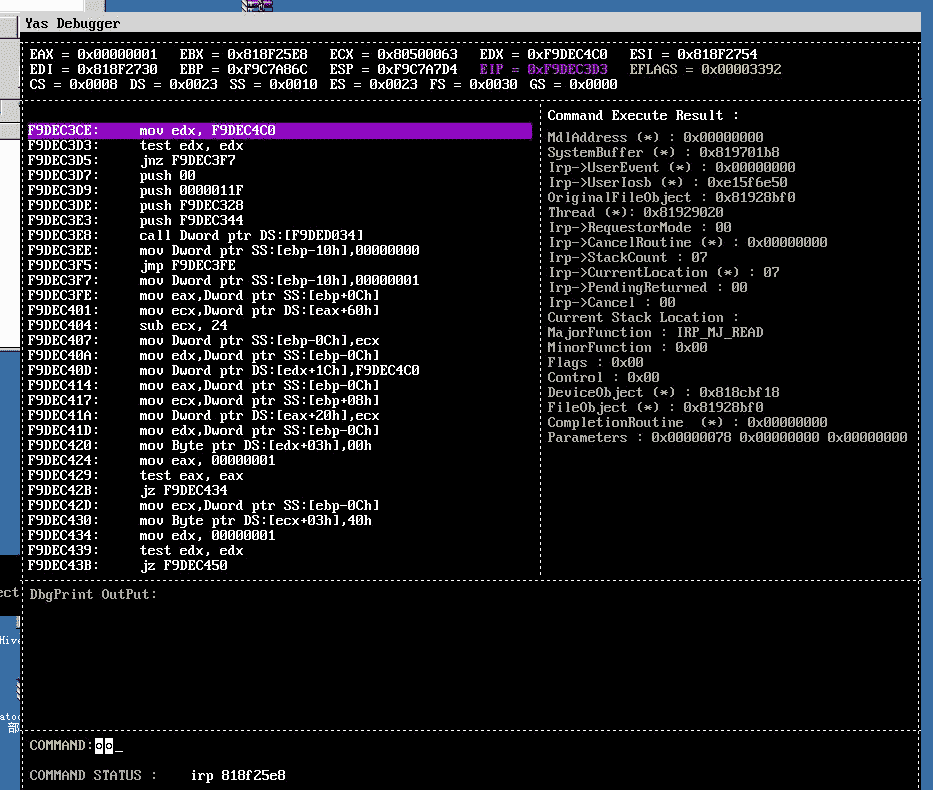 Yas Debugger
EAX = 0x00000001 EBX = 0x818F25E8 ECX = 0x80500063 EDX = 0xF9DEC4C0 ESI = 0x818F2754
EDI = 0x818F2730 EBP = 0xF9C7A86C ESP = 0xF9C7A7D4 EIP = 0xF9DEC3D3 EFLAGS = 0x00003392
CS = 0x0008 DS = 0x0023 SS = 0x0010 ES = 0x0023 FS = 0x0030 GS = 0x0000
F9DEC3CE: mov edx, F9DEC4C0
F9DEC3D3: test edx, edx
F9DEC3D5: jnz F9DEC3F7
F9DEC3D7: push 00
F9DEC3D9: push 0000011F
F9DEC3DE: push F9DEC328
F9DEC3E3: push F9DEC344
F9DEC3E8: call Dword ptr DS:[F9DED034]
F9DEC3EE: mov Dword ptr SS:[ebp-10h],00000000
F9DEC3F5: jmp F9DEC3FE
F9DEC3F7: mov Dword ptr SS:[ebp-10h],00000001
F9DEC3FE: mov eax,Dword ptr SS:[ebp+0Ch]
F9DEC401: mov ecx,Dword ptr DS:[eax+60h]
F9DEC404: sub ecx, 24
F9DEC407: mov Dword ptr SS:[ebp-0Ch],ecx
F9DEC40A: mov edx,Dword ptr SS:[ebp-0Ch]
F9DEC40D: mov Dword ptr DS:[edx+1Ch],F9DEC4C0
F9DEC414: mov eax,Dword ptr SS:[ebp-0Ch]
F9DEC417: mov ecx,Dword ptr SS:[ebp+08h]
F9DEC41A: mov Dword ptr DS:[eax+20h],ecx
F9DEC41D: mov edx,Dword ptr SS:[ebp-0Ch]
F9DEC420: mov Byte ptr DS:[edx+03h],00h
F9DEC424: mov eax, 00000001
F9DEC429: test eax, eax
F9DEC42B: jz F9DEC434
F9DEC42D: mov ecx,Dword ptr SS:[ebp-0Ch]
F9DEC430: mov Byte ptr DS:[ecx+03h],40h
F9DEC434: mov edx, 00000001
F9DEC439: test edx, edx
F9DEC43B: jz F9DEC450
Command Execute Result :
MdlAddress (*) : 0x00000000
SystemBuffer (*) : 0x819701b8
Irp->UserEvent (*) : 0x00000000
Irp->UserIosb (*) : 0xe15f6e50
OriginalFileObject : 0x81928bf0
Thread (*): 0x81929020
Irp->RequestorMode : 00
Irp->CancelRoutine (*) : 0x00000000
Irp->StackCount : 07
Irp->CurrentLocation (*) : 07
Irp->PendingReturned : 00
Irp->Cancel : 00
Current Stack Location :
MajorFunction : IRP_MJ_READ
MinorFunction : 0x00
Flags : 0x00
Control : 0x00
DeviceObject (*) : 0x818cbf18
FileObject (*) : 0x81928bf0
CompletionRoutine (*) : 0x00000000
Parameters : 0x00000078 0x00000000 0x00000000
DbgPrint OutPut:
ect
Hive
atoo
部
COMMAND:
COMMAND STATUS : irp 818f25e8